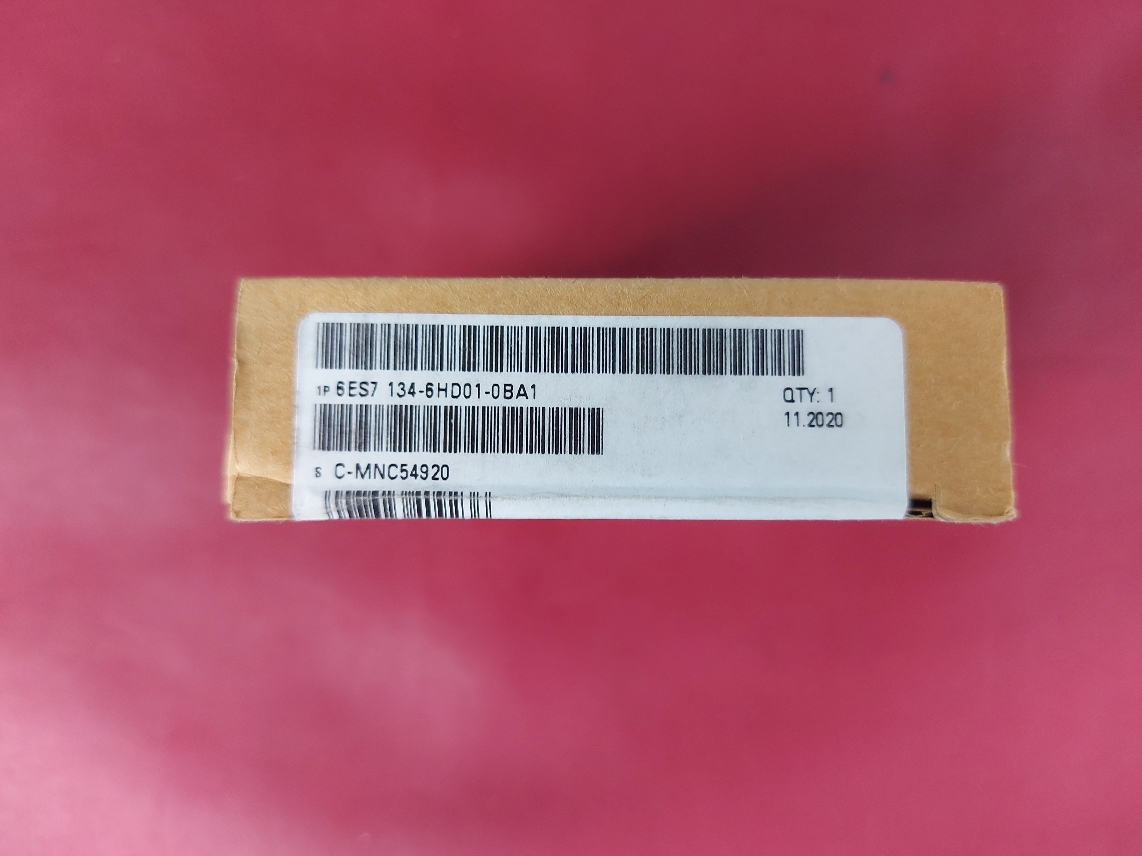 1P 6ES7 134-6HD01-0BA1
QTY: 1
11.2020
S C-MNC54920